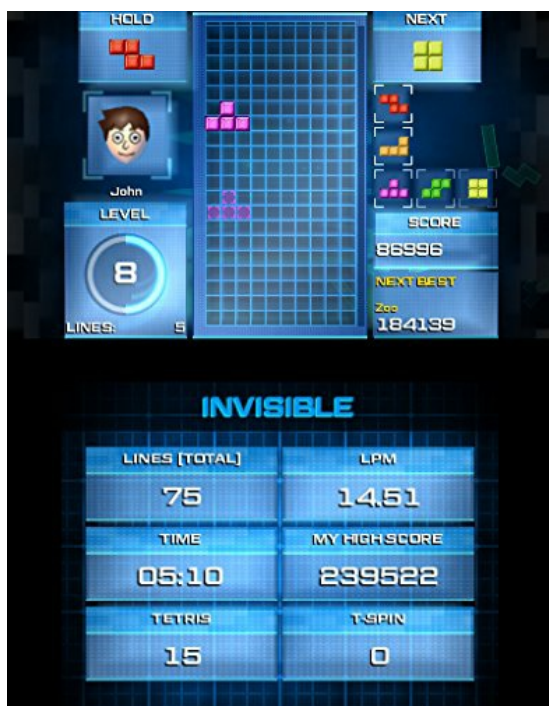 HOLD
NEXT
John
LEVEL
8
LINES: 5
SCORE
86996
NEXT BEST
Zoo
184139
INVISIBLE
LINES [TOTAL]
LPM
75
14.51
TIME
MY HIGH SCORE
05:10
239522
TETRIS
T-SPIN
15
0